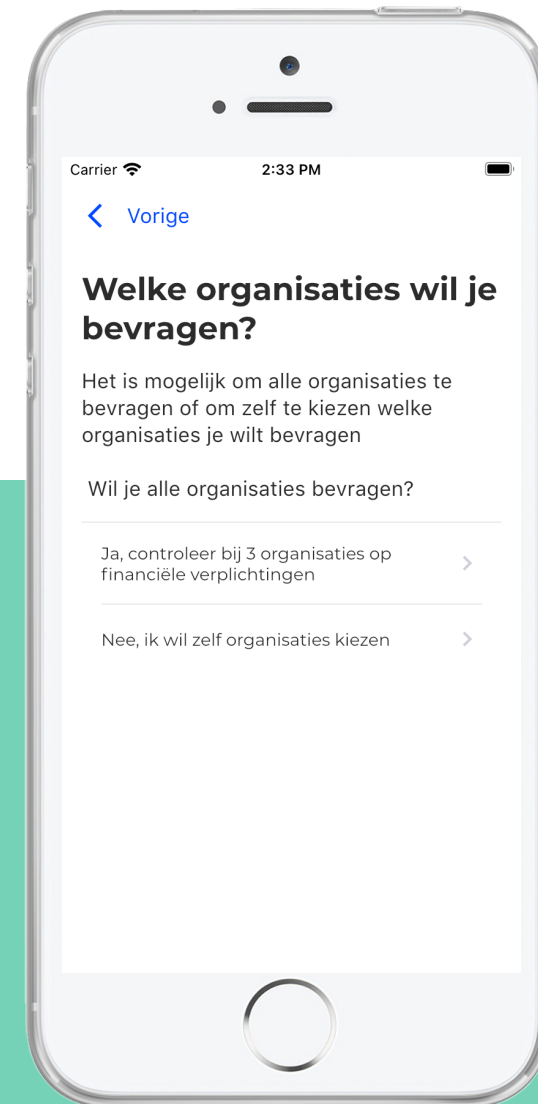 Carrier
2:33 PM
Vorige
Welke organisaties wil je
bevragen?
Het is mogelijk om alle organisaties te
bevragen of om zelf te kiezen welke
organisaties je wilt bevragen
Wil je alle organisaties bevragen?
Ja, controleer bij 3 organisaties op
financiële verplichtingen
Nee, ik wil zelf organisaties kiezen